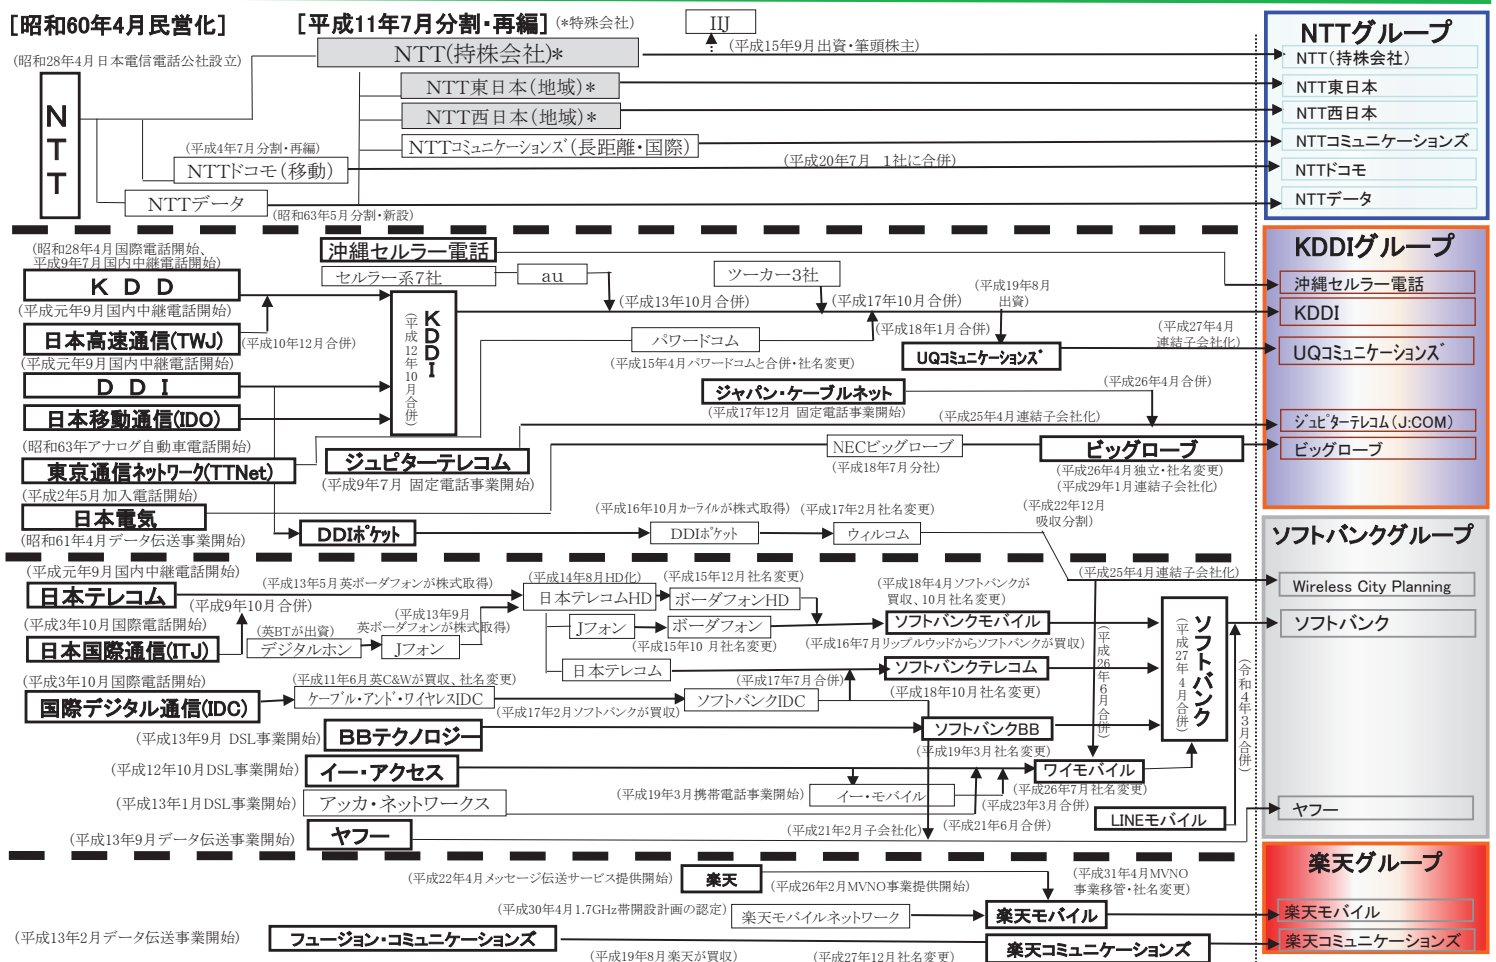 [昭和60年4月民営化]
[平成11年7月分割・再編]
(*特殊会社)
IIJ
(平成15年9月出資・筆頭株主)
(昭和28年4月日本電信電話公社設立)
NTT(持株会社)*
NTT東日本(地域)*
NTT西日本(地域)*
NTTコミュニケーションズ(長距離・国際)
NTT
(平成4年7月分割・再編)
NTTドコモ(移動)
(平成20年7月 1社に合併)
NTTデータ
(昭和63年5月分割・新設)
NTTグループ
NTT(持株会社)
NTT東日本
NTT西日本
NTTコミュニケーションズ
NTTドコモ
NTTデータ
(昭和28年4月国際電話開始、
平成9年7月国内中継電話開始)
KDD
(平成元年9月国内中継電話開始)
日本高速通信(TWJ)
(平成10年12月合併)
(平成元年9月国内中継電話開始)
DDI
日本移動通信(IDO)
(昭和63年アナログ自動車電話開始)
東京通信ネットワーク(TTNet)
(平成2年5月加入電話開始)
日本電気
(昭和61年4月データ伝送事業開始)
沖縄セルラー電話
セルラー系7社
au
ツーカー3社
(平成13年10月合併)
(平成17年10月合併)
(平成19年8月
出資)
KDDI
(平成12年10月合併)
パワードコム
(平成18年1月合併)
(平成15年4月パワードコムと合併・社名変更)
UQコミュニケーションズ
(平成27年4月
連結子会社化)
ジャパン・ケーブルネット
(平成17年12月 固定電話事業開始)
(平成26年4月合併)
(平成25年4月連結子会社化)
ジュピターテレコム
(平成9年7月 固定電話事業開始)
NECビッグローブ
(平成18年7月分社)
ビッグローブ
(平成26年4月独立・社名変更)
(平成29年1月連結子会社化)
DDIポケット
(平成16年10月カーライルが株式取得)
DDIポケット
(平成17年2月社名変更)
ウィルコム
(平成22年12月
吸収分割)
KDDIグループ
沖縄セルラー電話
KDDI
UQコミュニケーションズ
ジュピターテレコム(J:COM)
ビッグローブ
(平成元年9月国内中継電話開始)
日本テレコム
(平成9年10月合併)
(平成3年10月国際電話開始)
日本国際通信(ITJ)
(平成3年10月国際電話開始)
国際デジタル通信(IDC)
(平成13年5月英ボーダフォンが株式取得)
(英BTが出資)
デジタルホン
(平成13年9月
英ボーダフォンが株式取得)
Jフォン
(平成14年8月HD化)
日本テレコムHD
(平成15年12月社名変更)
ボーダフォンHD
Jフォン
ボーダフォン
(平成15年10月社名変更)
日本テレコム
(平成18年4月ソフトバンクが
買収、10月社名変更)
ソフトバンクモバイル
(平成16年7月リップルウッドからソフトバンクが買収)
ソフトバンクテレコム
(平成18年10月社名変更)
(平成17年7月合併)
(平成11年6月英C&Wが買収、社名変更)
ケーブル・アンド・ワイヤレスIDC
(平成17年2月ソフトバンクが買収)
ソフトバンクIDC
(平成13年9月 DSL事業開始)
BBテクノロジー
ソフトバンクBB
(平成19年3月社名変更)
(平成12年10月DSL事業開始)
イー・アクセス
(平成13年1月DSL事業開始)
アッカ・ネットワークス
(平成19年3月携帯電話事業開始)
イー・モバイル
(平成23年3月合併)
(平成21年6月合併)
ワイモバイル
(平成26年7月社名変更)
(平成25年4月連結子会社化)
(平成26年6月合併)
ソフトバンク
(平成27年4月合併)
(令和4年3月合併)
LINEモバイル
(平成13年9月データ伝送事業開始)
ヤフー
(平成21年2月子会社化)
ソフトバンクグループ
Wireless City Planning
ソフトバンク
ヤフー
(平成22年4月メッセージ伝送サービス提供開始)
楽天
(平成26年2月MVNO事業提供開始)
(平成31年4月MVNO
事業移管・社名変更)
(平成30年4月1.7GHz帯開設計画の認定)
楽天モバイルネットワーク
楽天モバイル
(平成13年2月データ伝送事業開始)
フュージョン・コミュニケーションズ
(平成19年8月楽天が買収)
(平成27年12月社名変更)
楽天コミュニケーションズ
楽天グループ
楽天モバイル
楽天コミュニケーションズ